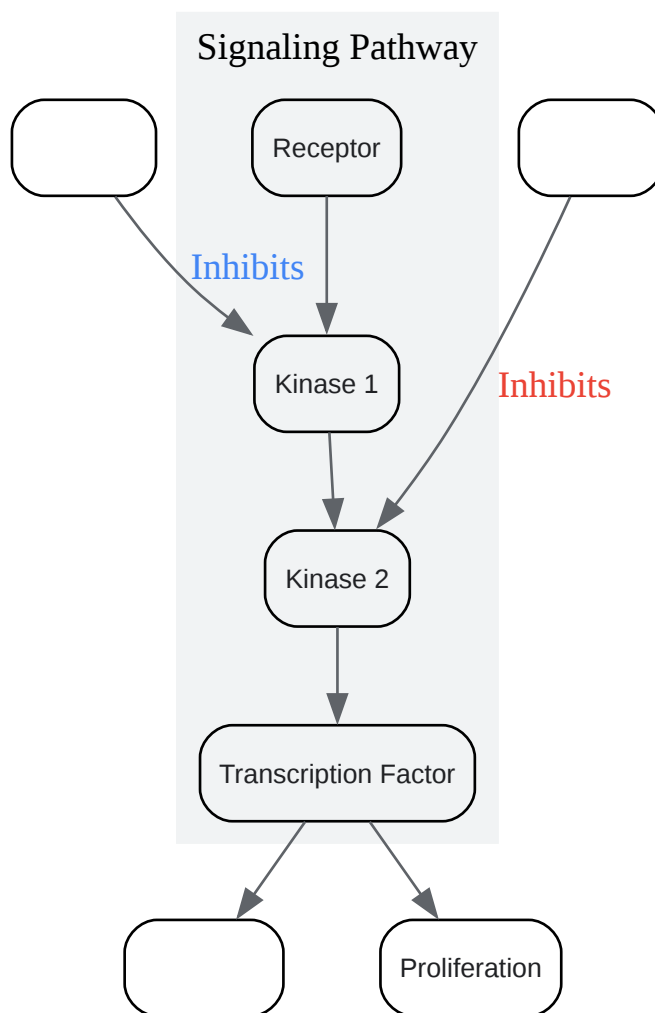 Signaling Pathway
Receptor
Inhibits
Kinase 1
Inhibits
Kinase 2
Transcription Factor
Proliferation